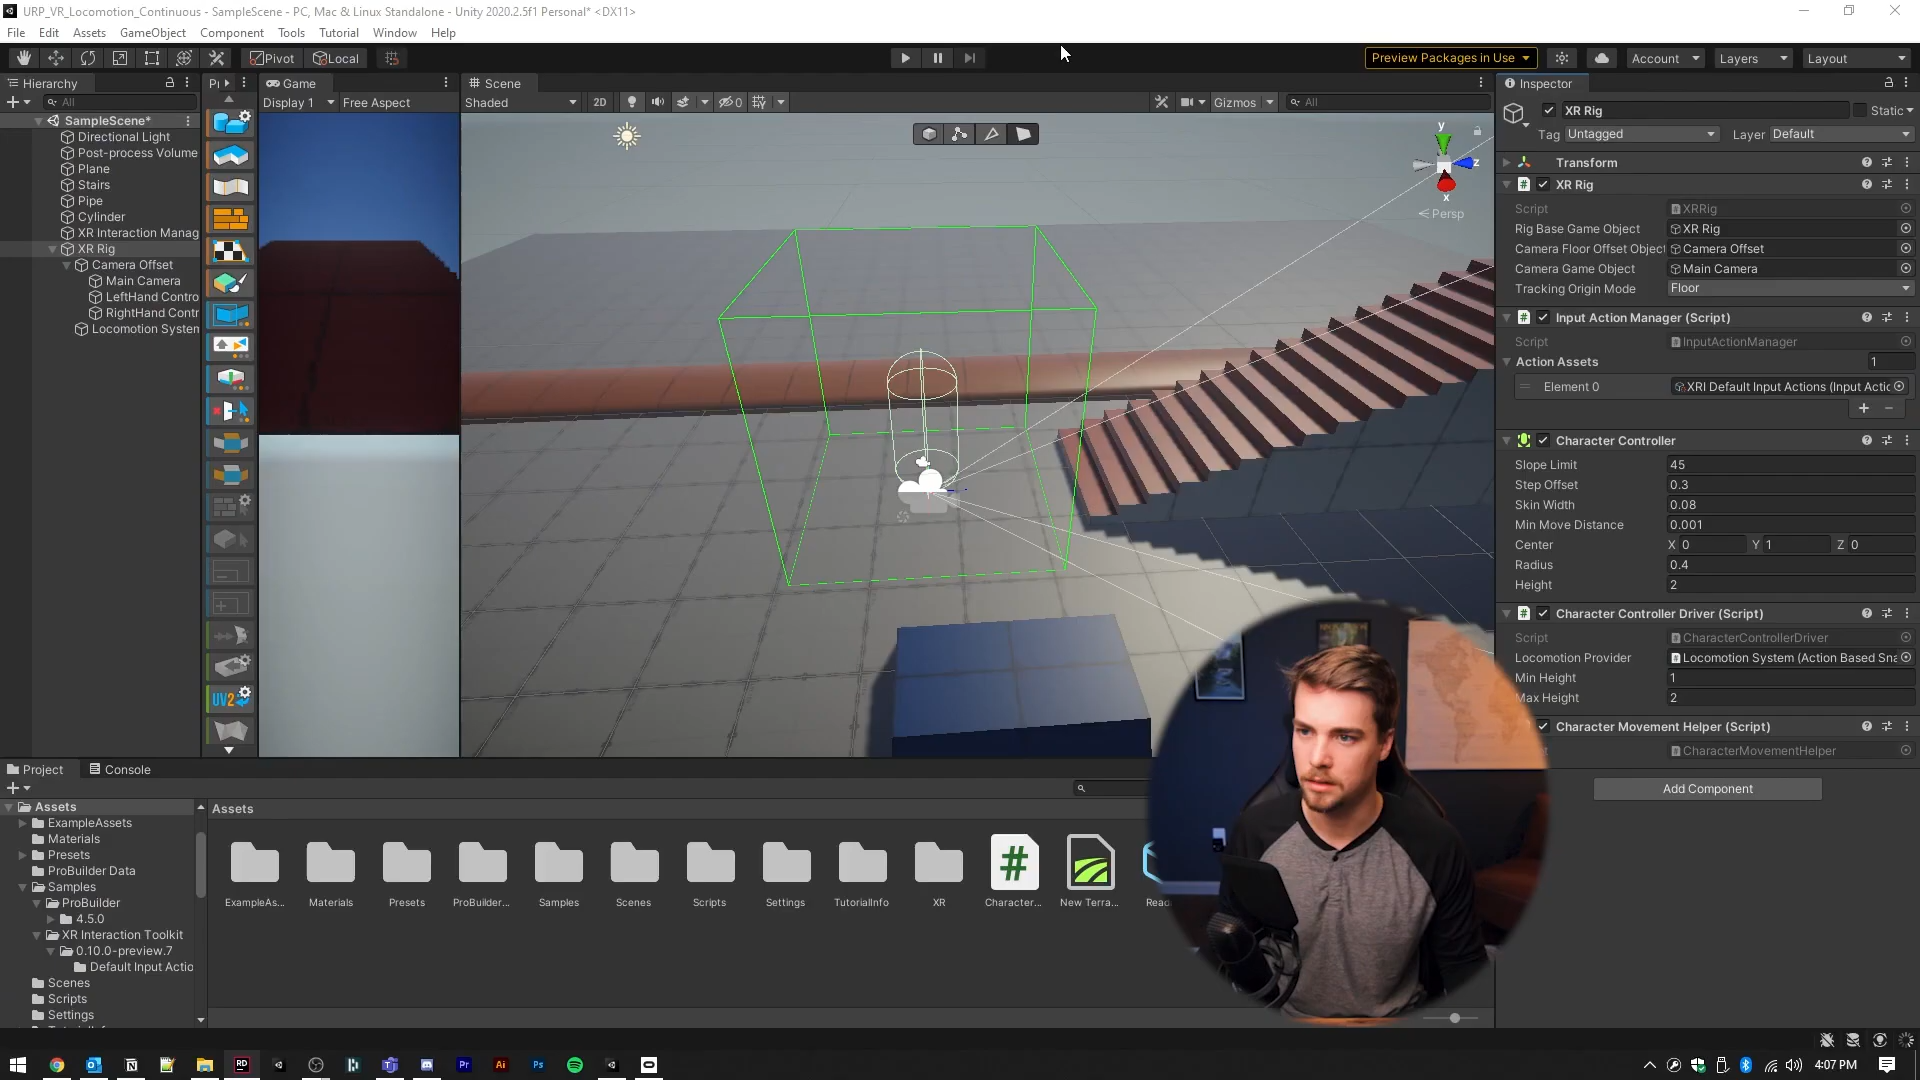 URP_VR_Locomotion_Continuous - SampleScene - PC, Mac & Linux Standalone - Unity 2020.2.5f1 Personal* <DX11>
File Edit Assets GameObject Component Tools Tutorial Window Help
Pivot Local Preview Packages in Use Account Layers Layout
Hierarchy
All
SampleScene*
Directional Light
Post-process Volume
Plane
Stairs
Pipe
Cylinder
XR Interaction Manag
XR Rig
Camera Offset
Main Camera
LeftHand Contro
RightHand Contr
Locomotion System
UV2
Game
Display 1 Free Aspect
Scene
Shaded 2D 0 Gizmos All
y
z
x
Persp
Inspector
XR Rig Static
Tag Untagged Layer Default
Transform
XR Rig
Script XRRig
Rig Base Game Object XR Rig
Camera Floor Offset Object Camera Offset
Camera Game Object Main Camera
Tracking Origin Mode Floor
Input Action Manager (Script)
Script InputActionManager
Action Assets 1
Element 0 XRI Default Input Actions (Input Actic
Character Controller
Slope Limit 45
Step Offset 0.3
Skin Width 0.08
Min Move Distance 0.001
Center X 0 Y 1 Z 0
Radius 0.4
Height 2
Character Controller Driver (Script)
Script CharacterControllerDriver
Locomotion Provider Locomotion System (Action Based Sna
Min Height 1
Max Height 2
Character Movement Helper (Script)
CharacterMovementHelper
Add Component
Project Console
Assets
ExampleAssets
Materials
Presets
ProBuilder Data
Samples
ProBuilder
4.5.0
XR Interaction Toolkit
0.10.0-preview.7
Default Input Actio
Scenes
Scripts
Settings
Assets
ExampleAs... Materials Presets ProBuilder... Samples Scenes Scripts Settings TutorialInfo XR Character... New Terra... Read
RD Pr Ai Ps 4:07 PM